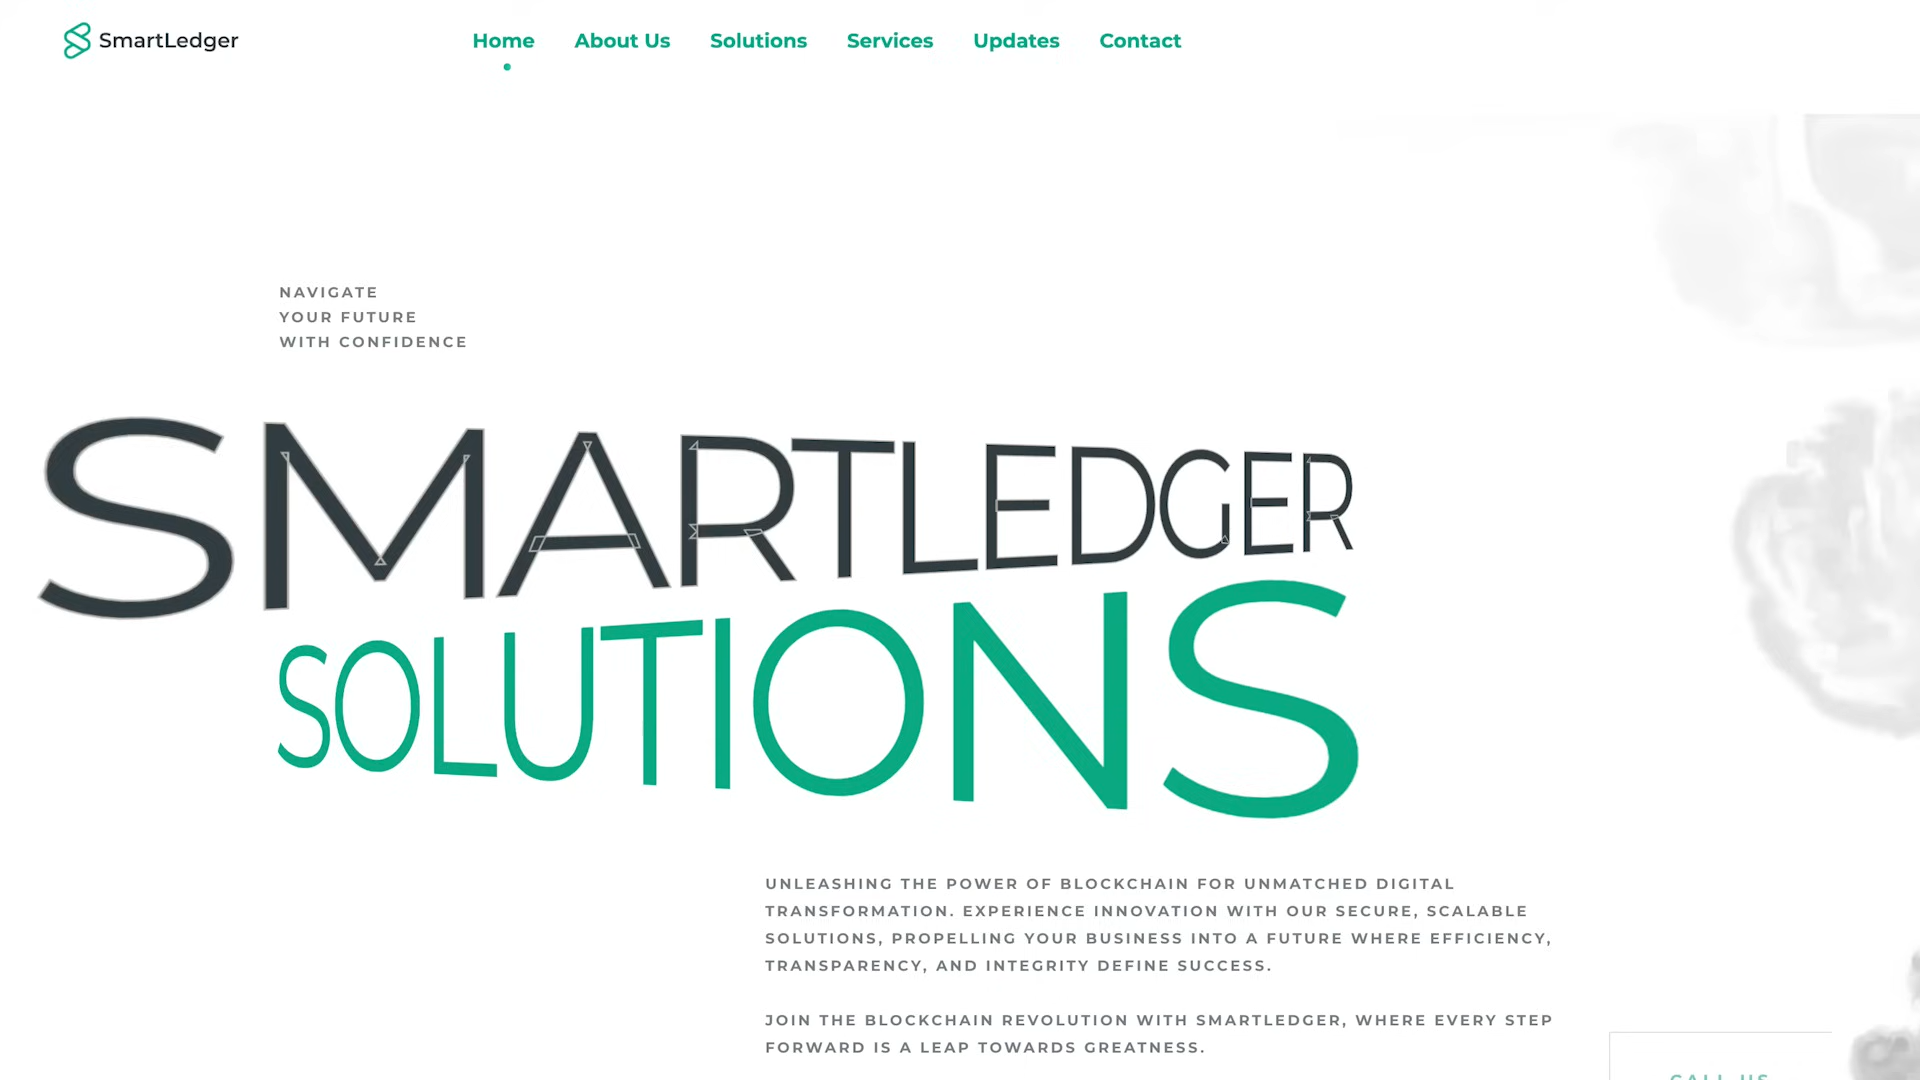 SmartLedger
Home About Us Solutions Services Updates Contact
NAVIGATE
YOUR FUTURE
WITH CONFIDENCE
SMARTLEDGER
SOLUTIONS
UNLEASHING THE POWER OF BLOCKCHAIN FOR UNMATCHED DIGITAL
TRANSFORMATION. EXPERIENCE INNOVATION WITH OUR SECURE, SCALABLE
SOLUTIONS, PROPELLING YOUR BUSINESS INTO A FUTURE WHERE EFFICIENCY,
TRANSPARENCY, AND INTEGRITY DEFINE SUCCESS.
JOIN THE BLOCKCHAIN REVOLUTION WITH SMARTLEDGER, WHERE EVERY STEP
FORWARD IS A LEAP TOWARDS GREATNESS.
CALL US